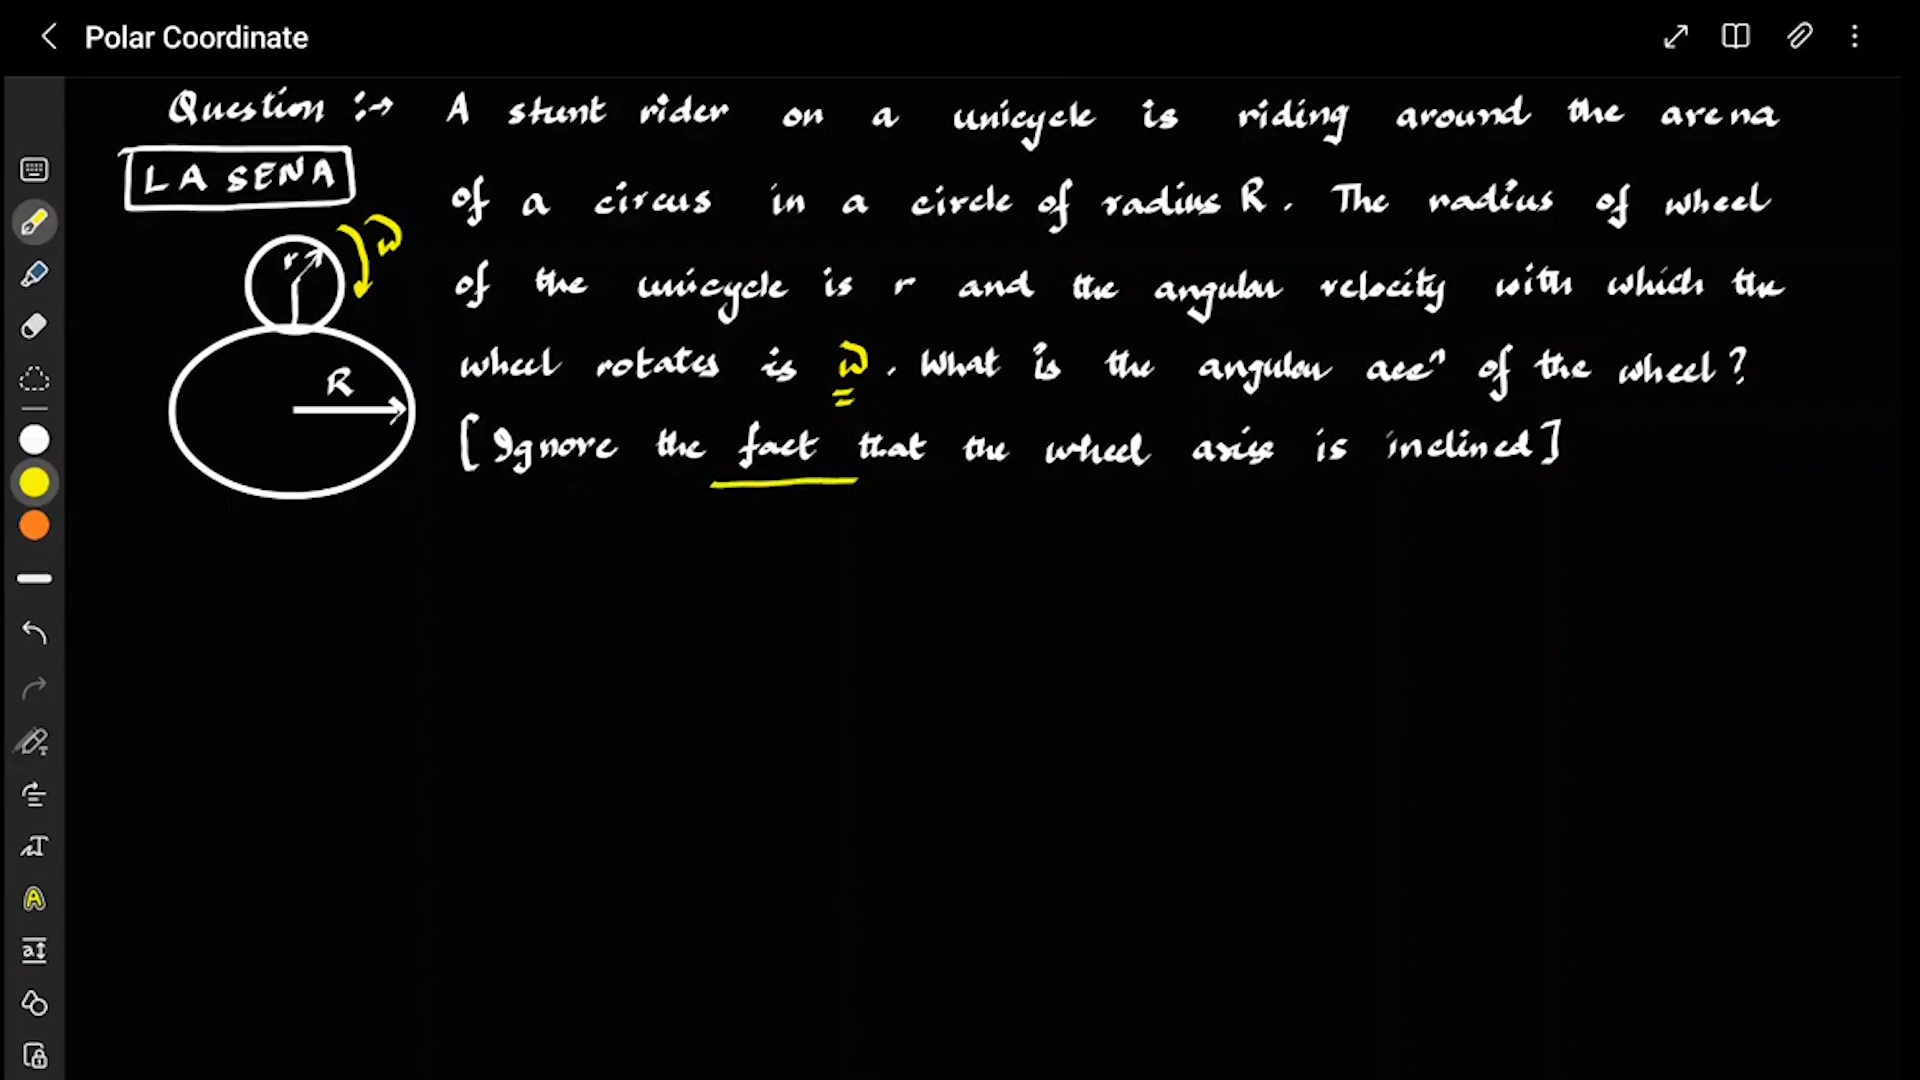 Polar Coordinate
Question :→ A stunt rider on a unicycle is riding around the arena
LA SENA
of a circus in a circle of radius R. The radius of wheel
r ω
of the unicycle is r and the angular velocity with which the
wheel rotates is ω. What is the angular accⁿ of the wheel?
R
[Ignore the fact that the wheel axis is inclined]